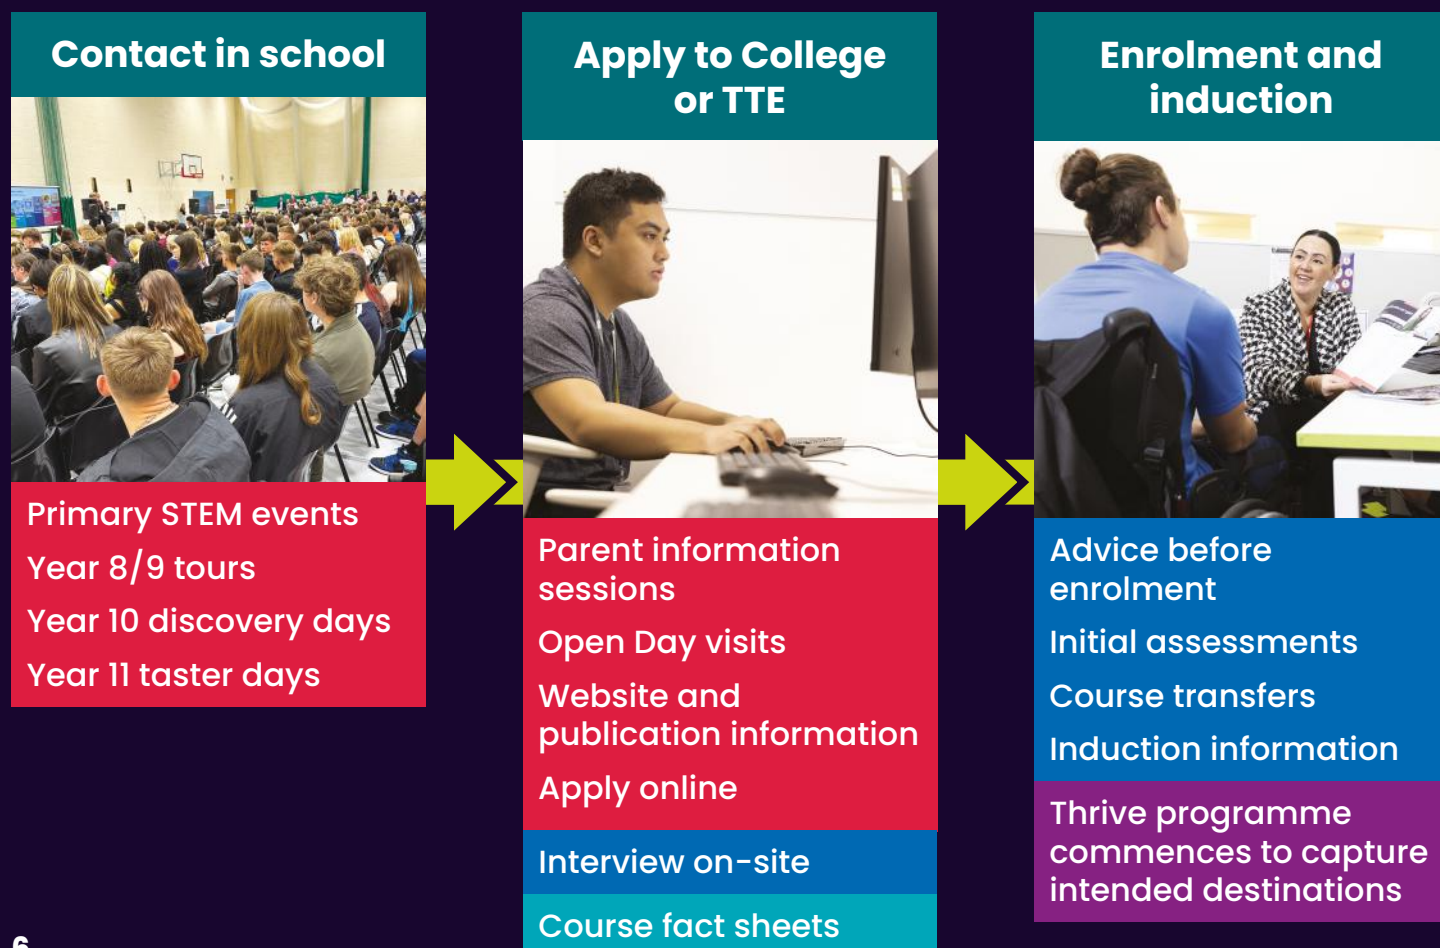 Contact in school
Primary STEM events
Year 8/9 tours
Year 10 discovery days
Year 11 taster days
Apply to College
or TTE
Parent information
sessions
Open Day visits
Website and
publication information
Apply online
Interview on-site
Course fact sheets
Enrolment and
induction
Advice before
enrolment
Initial assessments
Course transfers
Induction information
Thrive programme
commences to capture
intended destinations
6